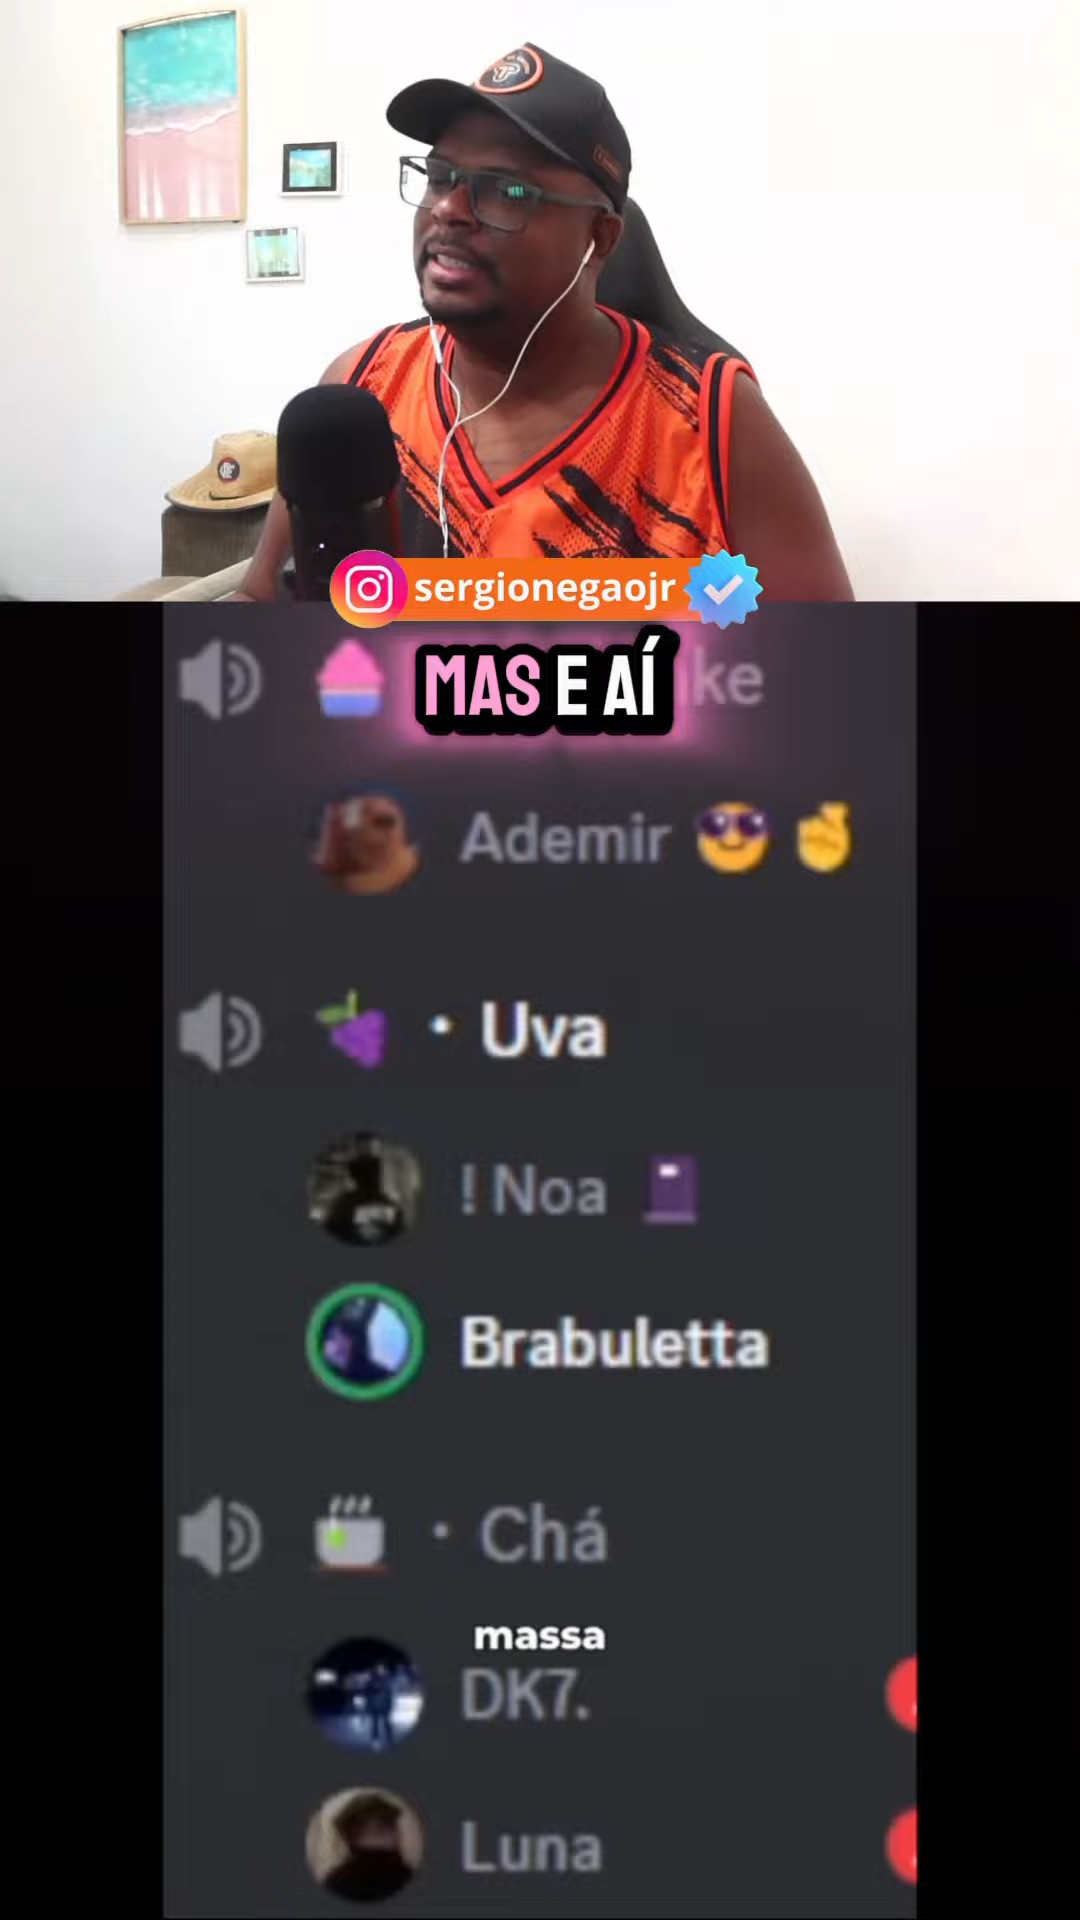 sergionegaojr
MAS E AÍ
Ademir
• Uva
! Noa
Brabuletta
• Chá
massa
DK7.
Luna